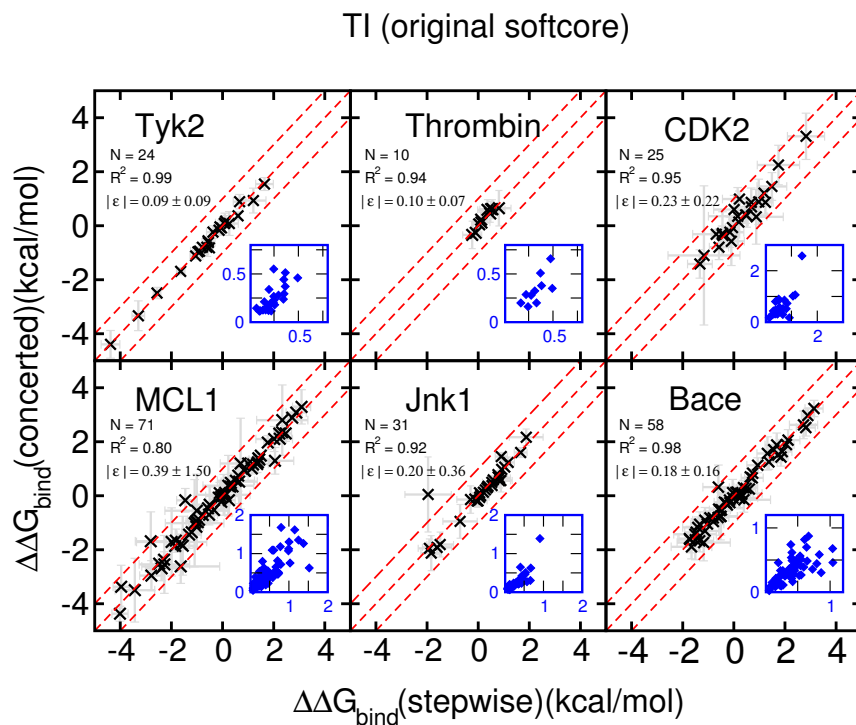 TI (original softcore)
Tyk2
N = 24
R² = 0.99
| ε | = 0.09 ± 0.09
Thrombin
N = 10
R² = 0.94
| ε | = 0.10 ± 0.07
CDK2
N = 25
R² = 0.95
| ε | = 0.23 ± 0.22
4
2
0
-2
-4
0.5
0
0.5
0.5
0
0.5
2
0
2
MCL1
N = 71
R² = 0.80
| ε | = 0.39 ± 1.50
Jnk1
N = 31
R² = 0.92
| ε | = 0.20 ± 0.36
Bace
N = 58
R² = 0.98
| ε | = 0.18 ± 0.16
4
2
0
-2
-4
2
1
0
1
2
2
1
0
1
2
1
0
1
-4 -2 0 2 4
-4 -2 0 2 4
-4 -2 0 2 4
ΔΔG_bind(concerted)(kcal/mol)
ΔΔG_bind(stepwise)(kcal/mol)